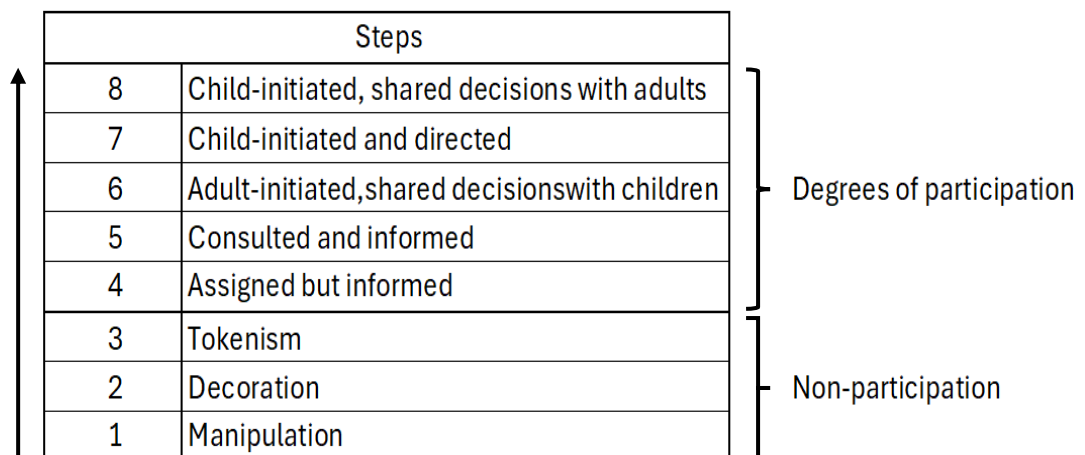 Steps
8 Child-initiated, shared decisions with adults
7 Child-initiated and directed
6 Adult-initiated,shared decisionswith children
Degrees of participation
5 Consulted and informed
4 Assigned but informed
3 Tokenism
2 Decoration
Non-participation
1 Manipulation